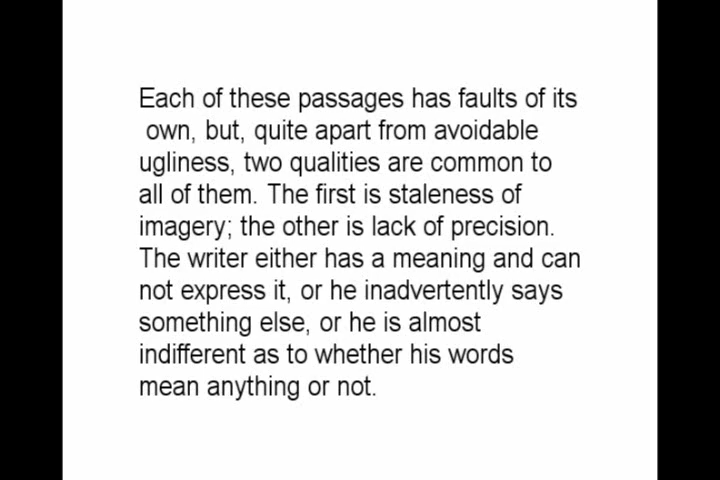 Each of these passages has faults of its
own, but, quite apart from avoidable
ugliness, two qualities are common to
all of them. The first is staleness of
imagery; the other is lack of precision.
The writer either has a meaning and can
not express it, or he inadvertently says
something else, or he is almost
indifferent as to whether his words
mean anything or not.